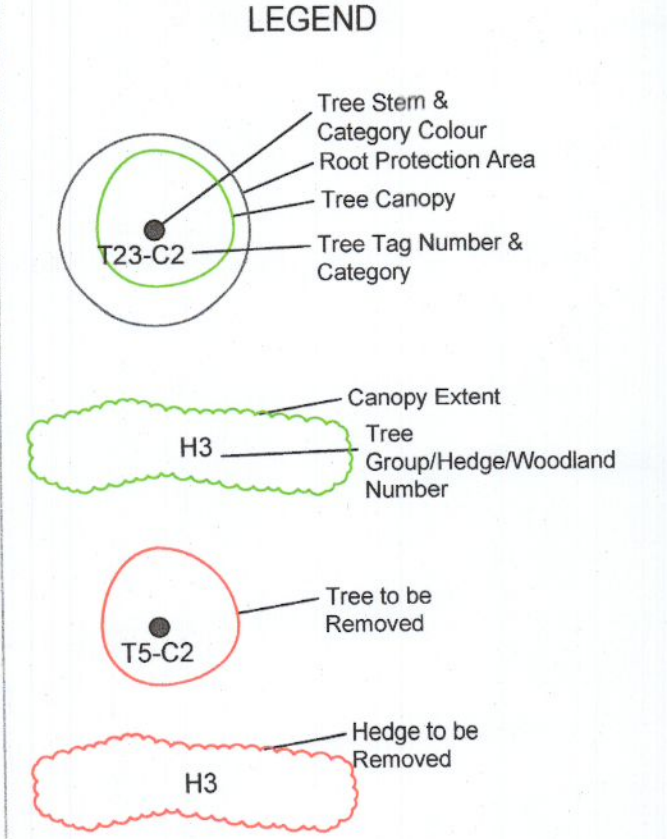 LEGEND
Tree Stem &
Category Colour
Root Protection Area
Tree Canopy
T23-C2
Tree Tag Number &
Category
Canopy Extent
H3
Tree
Group/Hedge/Woodland
Number
Tree to be
Removed
T5-C2
Hedge to be
Removed
H3